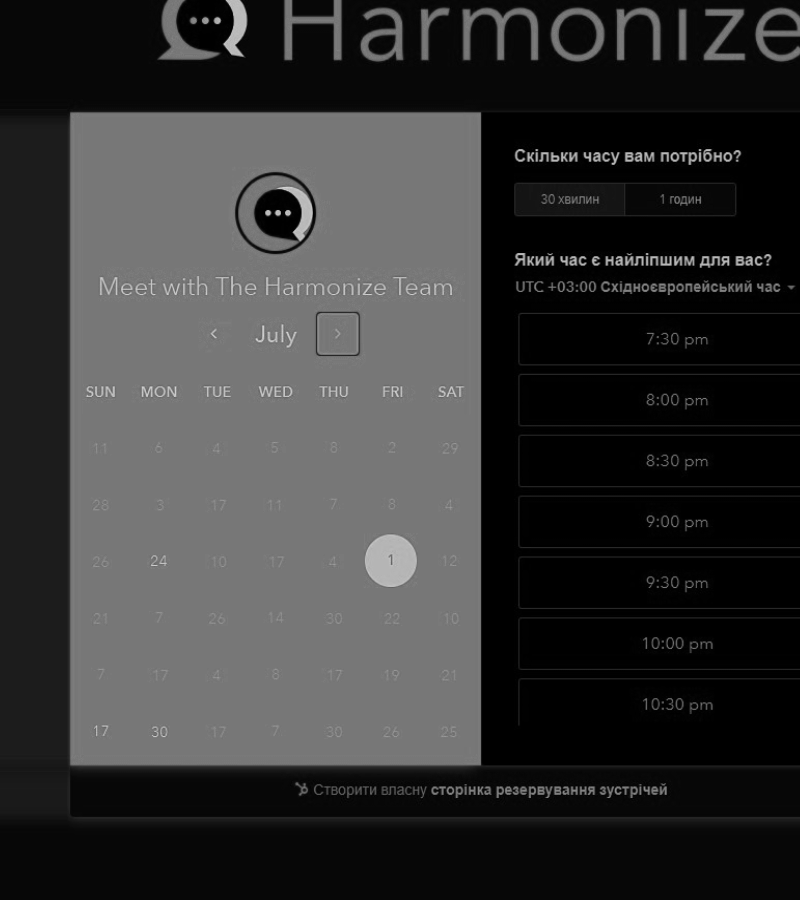 Harmonize
Meet with The Harmonize Team
July
SUN MON TUE WED THU FRI SAT
11 6 4 5 8 2 29
28 3 17 11 7 8 4
26 24 10 17 4 1 12
21 7 26 14 30 22 10
7 17 4 8 17 19 21
17 30 17 7 30 26 25
Скільки часу вам потрібно?
30 хвилин 1 годин
Який час є найліпшим для вас?
UTC +03:00 Східноєвропейський час
7:30 pm
8:00 pm
8:30 pm
9:00 pm
9:30 pm
10:00 pm
10:30 pm
Створити власну сторінка резервування зустрічей